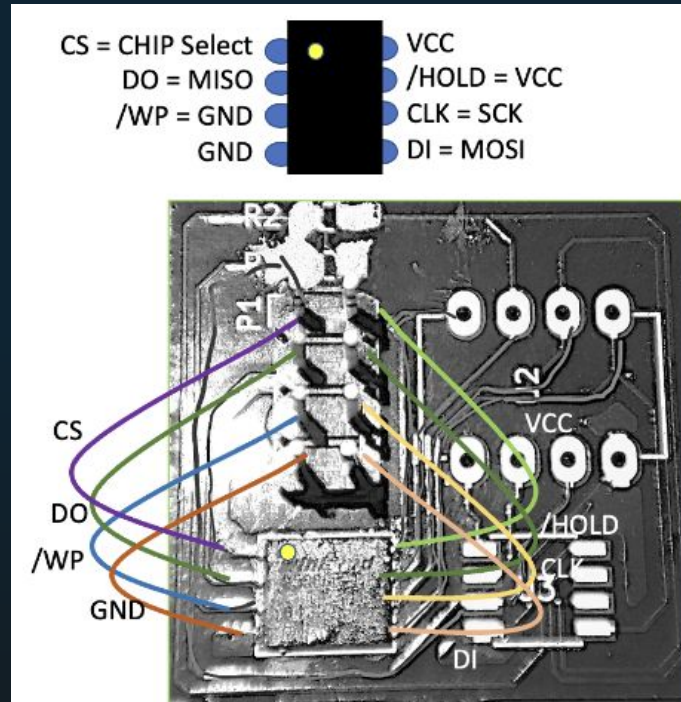 CS = CHIP Select
VCC
DO = MISO
/HOLD = VCC
/WP = GND
CLK = SCK
GND
DI = MOSI
R2
P1
J2
VCC
CS
DO
/HOLD
/WP
CLK
GND
DI